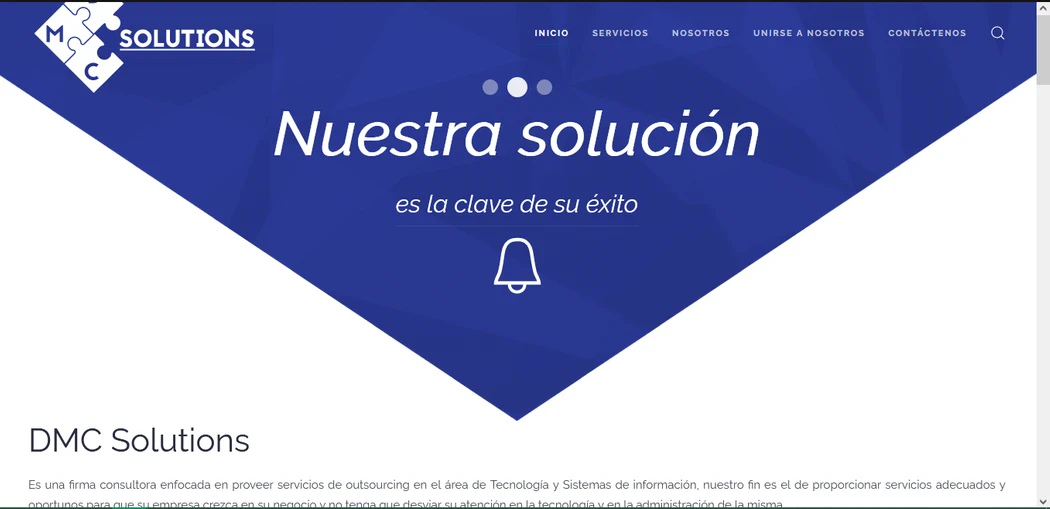 M
C
SOLUTIONS
INICIO SERVICIOS NOSOTROS UNIRSE A NOSOTROS CONTÁCTENOS
Nuestra solución
es la clave de su éxito
DMC Solutions
Es una firma consultora enfocada en proveer servicios de outsourcing en el área de Tecnología y Sistemas de información, nuestro fin es el de proporcionar servicios adecuados y
oportunos para que su empresa crezca en su negocio y no tenga que desviar su atención en la tecnología y en la administración de la misma.